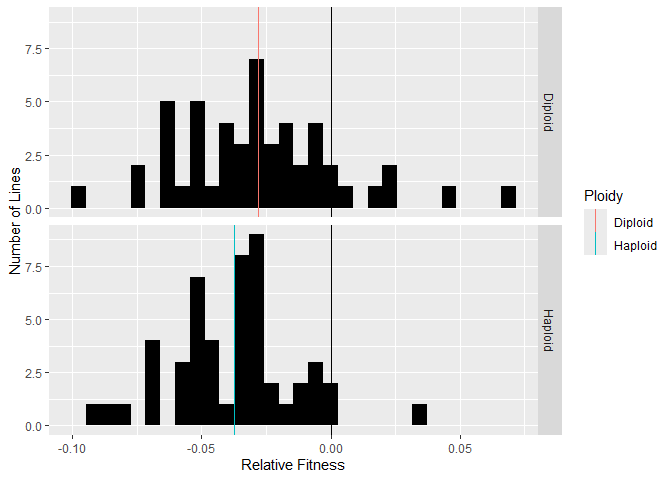 7.5
5.0
2.5
0.0
Diploid
7.5
5.0
2.5
0.0
Haploid
Number of Lines
-0.10
-0.05
0.00
0.05
Relative Fitness
Ploidy
Diploid
Haploid